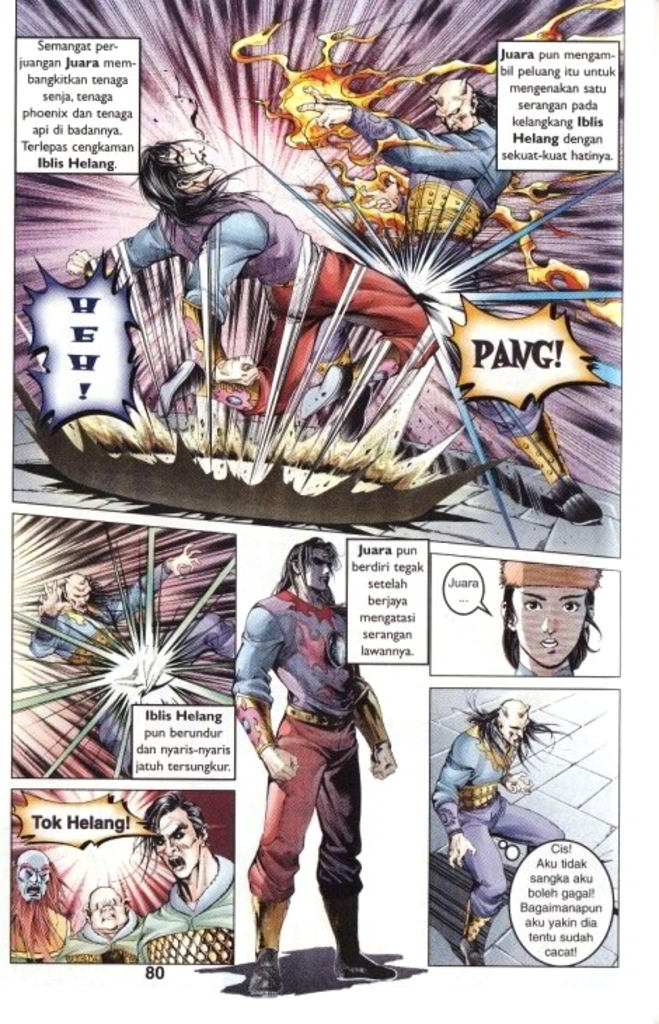 Semangat per-
juangan Juara mem-
bangkitkan tenaga
senja, tenaga
phoenix dan tenaga
api di badannya.
Terlepas cengkaman
Iblis Helang.
Juara pun mengam-
bil peluang itu untuk
mengenakan satu
serangan pada
kelangkang Iblis
Helang dengan
sekuat-kuat hatinya.
HEH!
PANG!
Iblis Helang
pun berundur
dan nyaris-nyaris
jatuh tersungkur.
Juara pun
berdiri tegak
setelah
berjaya
mengatasi
serangan
lawannya.
Juara
...
Tok Helang!
Cis!
Aku tidak
sangka aku
boleh gagal!
Bagaimanapun
aku yakin dia
tentu sudah
cacat!
80